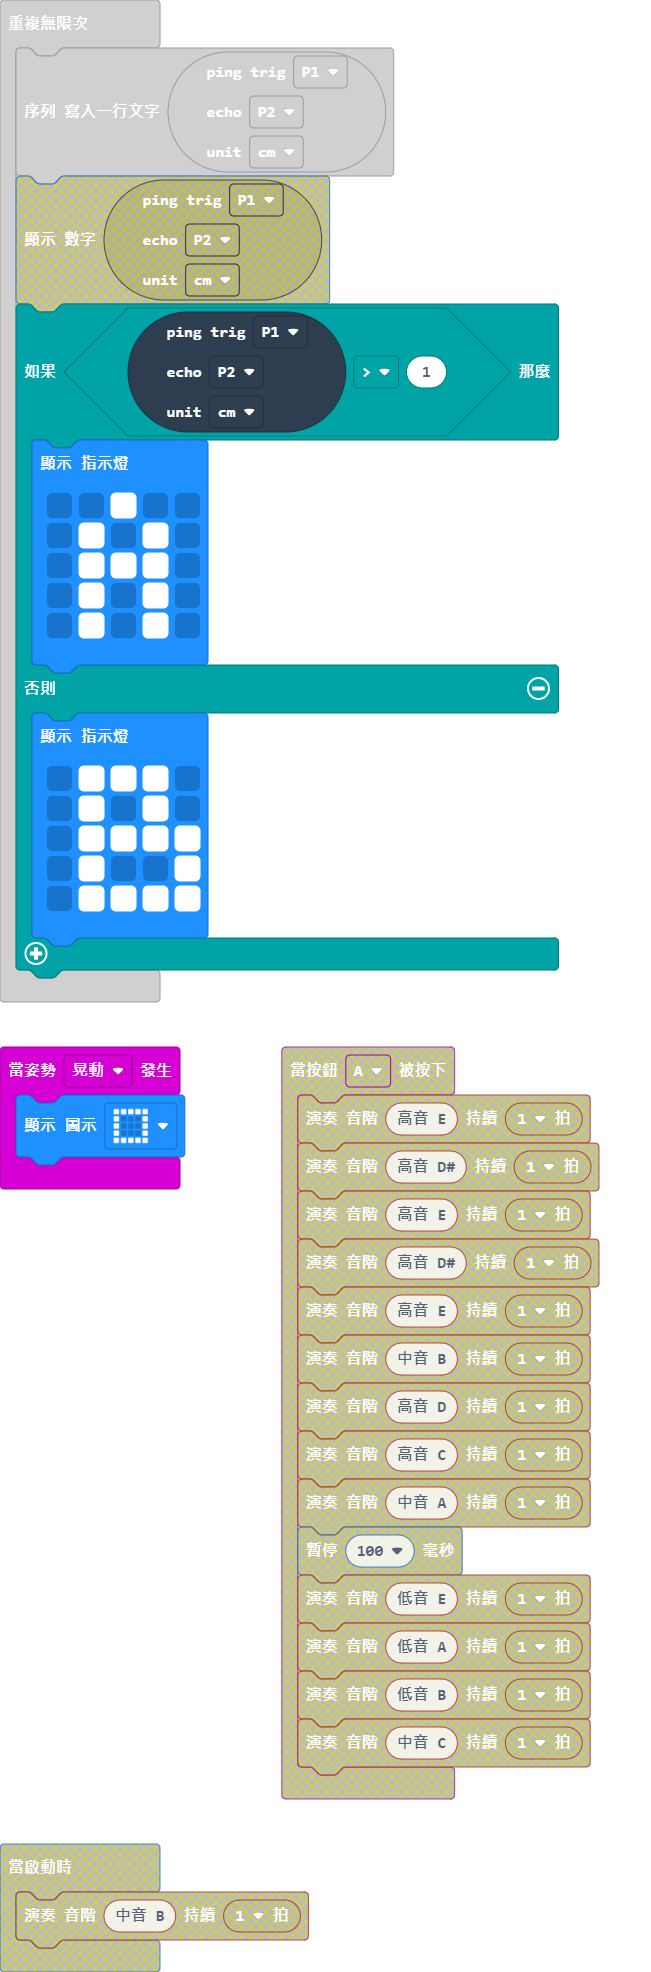 重複無限次
ping trig P1
序列 寫入一行文字 echo P2
unit cm
ping trig P1
顯示 數字 echo P2
unit cm
ping trig P1
如果 echo P2 > 1 那麼
unit cm
顯示 指示燈
否則
顯示 指示燈
當姿勢 晃動 發生
顯示 圖示
當按鈕 A 被按下
演奏 音階 高音 E 持續 1 拍
演奏 音階 高音 D# 持續 1 拍
演奏 音階 高音 E 持續 1 拍
演奏 音階 高音 D# 持續 1 拍
演奏 音階 高音 E 持續 1 拍
演奏 音階 中音 B 持續 1 拍
演奏 音階 高音 D 持續 1 拍
演奏 音階 高音 C 持續 1 拍
演奏 音階 中音 A 持續 1 拍
暫停 100 毫秒
演奏 音階 低音 E 持續 1 拍
演奏 音階 低音 A 持續 1 拍
演奏 音階 低音 B 持續 1 拍
演奏 音階 中音 C 持續 1 拍
當啟動時
演奏 音階 中音 B 持續 1 拍